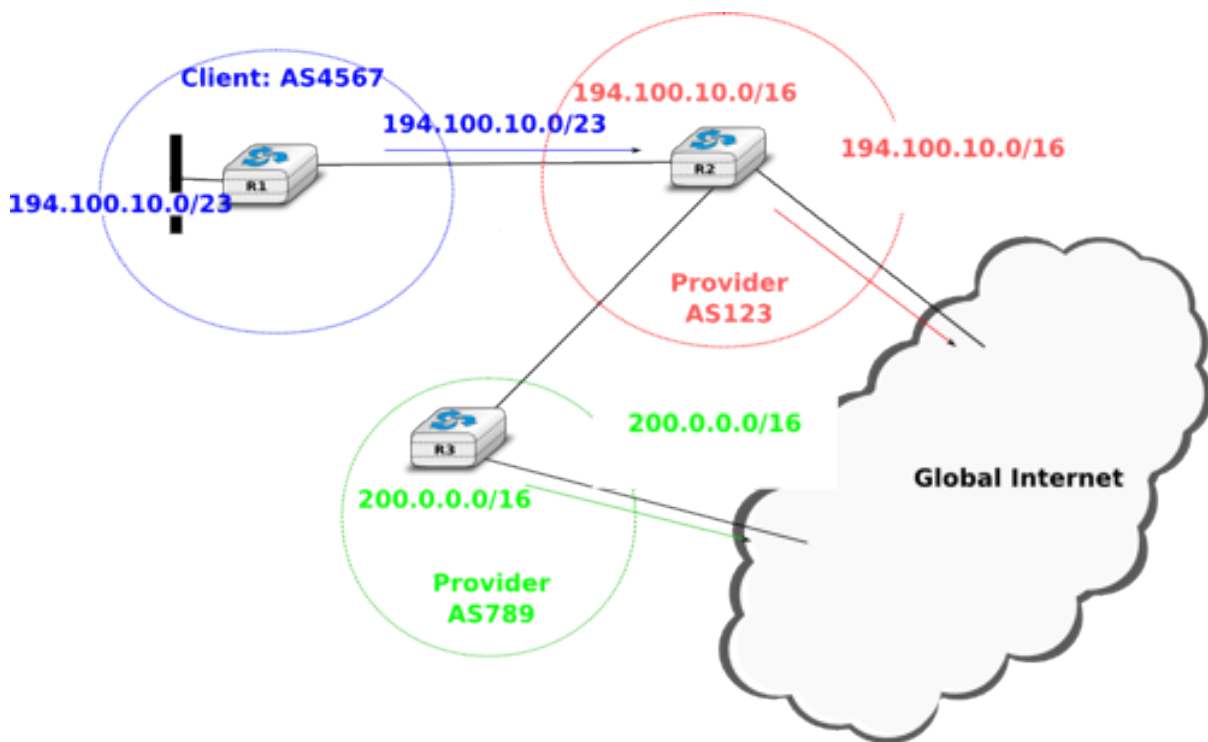 Client: AS4567
194.100.10.0/16
194.100.10.0/23
194.100.10.0/16
R1
R2
194.100.10.0/23
Provider
AS123
200.0.0.0/16
R3
Global Internet
200.0.0.0/16
Provider
AS789